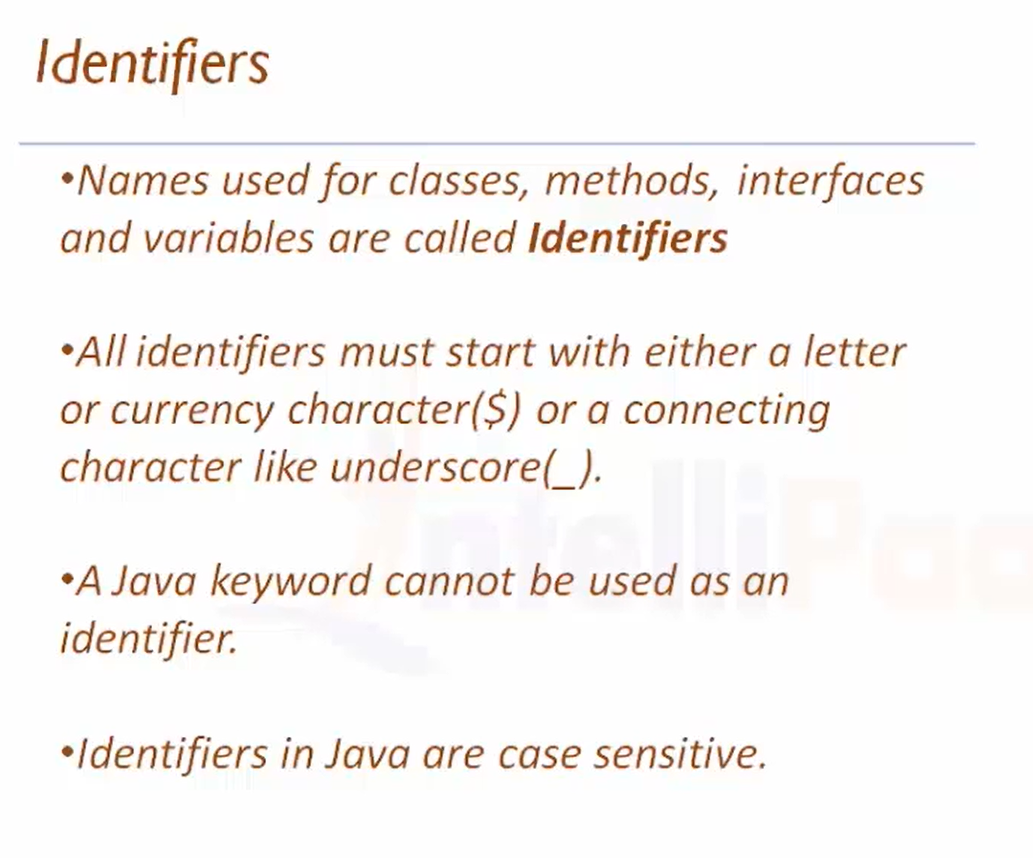 Identifiers
•Names used for classes, methods, interfaces
and variables are called Identifiers
•All identifiers must start with either a letter
or currency character($) or a connecting
character like underscore(_).
•A Java keyword cannot be used as an
identifier.
•Identifiers in Java are case sensitive.
IntelliPaa